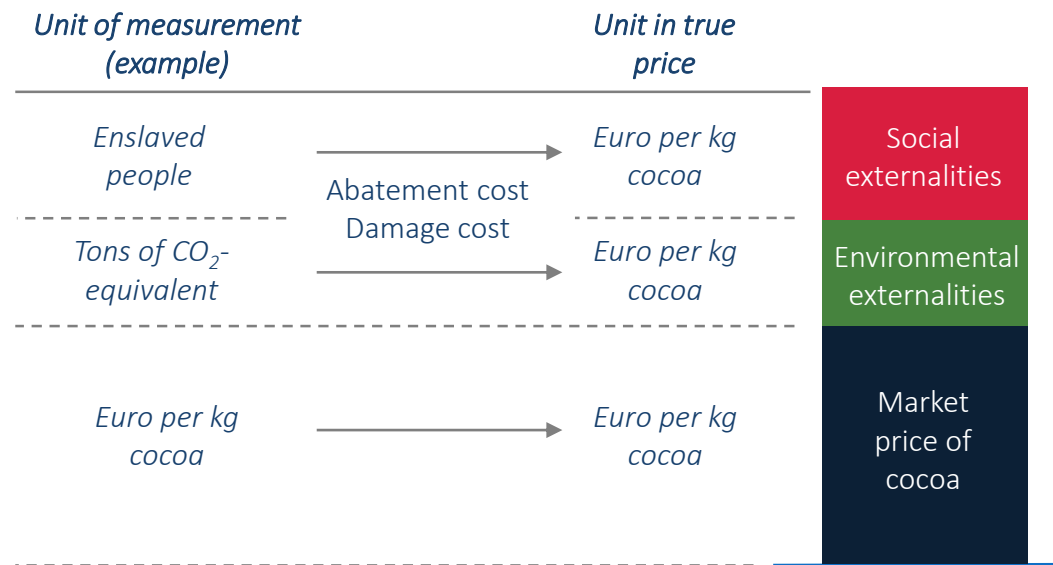 Unit of measurement
(example)
Unit in true
price
Enslaved
people
Euro per kg
cocoa
Social
externalities
Abatement cost
Damage cost
Tons of CO₂-
equivalent
Euro per kg
cocoa
Environmental
externalities
Euro per kg
cocoa
Euro per kg
cocoa
Market
price of
cocoa